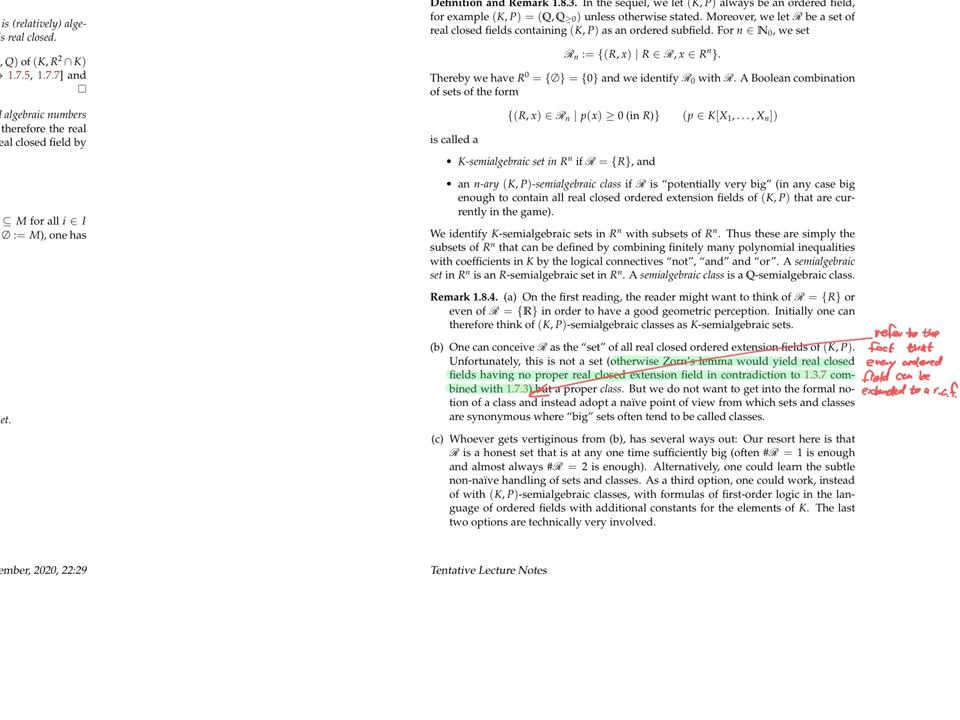 is (relatively) alge-
s real closed.
, Q) of (K, R² ∩ K)
1.7.5, 1.7.7] and
□
l algebraic numbers
therefore the real
eal closed field by
⊆ M for all i ∈ I
∅ := M), one has
et.
ember, 2020, 22:29
Definition and Remark 1.8.3. In the sequel, we let (K, P) always be an ordered field,
for example (K, P) = (ℚ, ℚ≥0) unless otherwise stated. Moreover, we let ℛ be a set of
real closed fields containing (K, P) as an ordered subfield. For n ∈ ℕ₀, we set
ℛₙ := {(R, x) | R ∈ ℛ, x ∈ Rⁿ}.
Thereby we have R⁰ = {∅} = {0} and we identify ℛ₀ with ℛ. A Boolean combination
of sets of the form
{(R, x) ∈ ℛₙ | p(x) ≥ 0 (in R)} (p ∈ K[X₁, . . . , Xₙ])
is called a
• K-semialgebraic set in Rⁿ if ℛ = {R}, and
• an n-ary (K, P)-semialgebraic class if ℛ is “potentially very big” (in any case big
enough to contain all real closed ordered extension fields of (K, P) that are cur-
rently in the game).
We identify K-semialgebraic sets in Rⁿ with subsets of Rⁿ. Thus these are simply the
subsets of Rⁿ that can be defined by combining finitely many polynomial inequalities
with coefficients in K by the logical connectives “not”, “and” and “or”. A semialgebraic
set in Rⁿ is an R-semialgebraic set in Rⁿ. A semialgebraic class is a ℚ-semialgebraic class.
Remark 1.8.4. (a) On the first reading, the reader might want to think of ℛ = {R} or
even of ℛ = {ℝ} in order to have a good geometric perception. Initially one can
therefore think of (K, P)-semialgebraic classes as K-semialgebraic sets.
(b) One can conceive ℛ as the “set” of all real closed ordered extension fields of (K, P).
Unfortunately, this is not a set (otherwise Zorn’s lemma would yield real closed
fields having no proper real closed extension field in contradiction to 1.3.7 com-
bined with 1.7.3) but a proper class. But we do not want to get into the formal no-
tion of a class and instead adopt a naïve point of view from which sets and classes
are synonymous where “big” sets often tend to be called classes.
(c) Whoever gets vertiginous from (b), has several ways out: Our resort here is that
ℛ is a honest set that is at any one time sufficiently big (often #ℛ = 1 is enough
and almost always #ℛ = 2 is enough). Alternatively, one could learn the subtle
non-naïve handling of sets and classes. As a third option, one could work, instead
of with (K, P)-semialgebraic classes, with formulas of first-order logic in the lan-
guage of ordered fields with additional constants for the elements of K. The last
two options are technically very involved.
Tentative Lecture Notes
refer to the
fact that
every ordered
field can be
extended to a r.c.f.